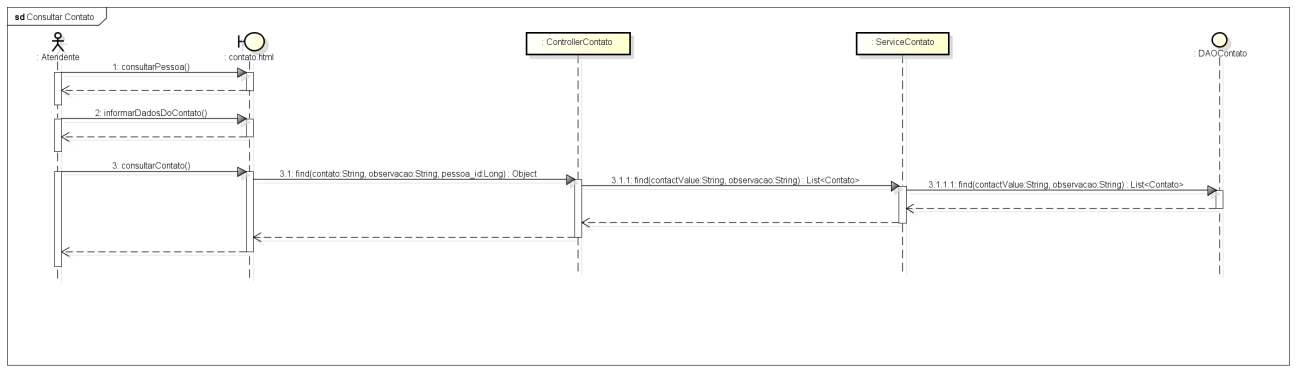 sd Consultar Contato
: Atendente
: contato.html
: ControllerContato
: ServiceContato
: DAOContato
1: consultarPessoa()
2: informarDadosDoContato()
3: consultarContato()
3.1: find(contato:String, observacao:String, pessoa_id:Long) : Object
3.1.1: find(contactValue:String, observacao:String) : List<Contato>
3.1.1.1: find(contactValue:String, observacao:String) : List<Contato>